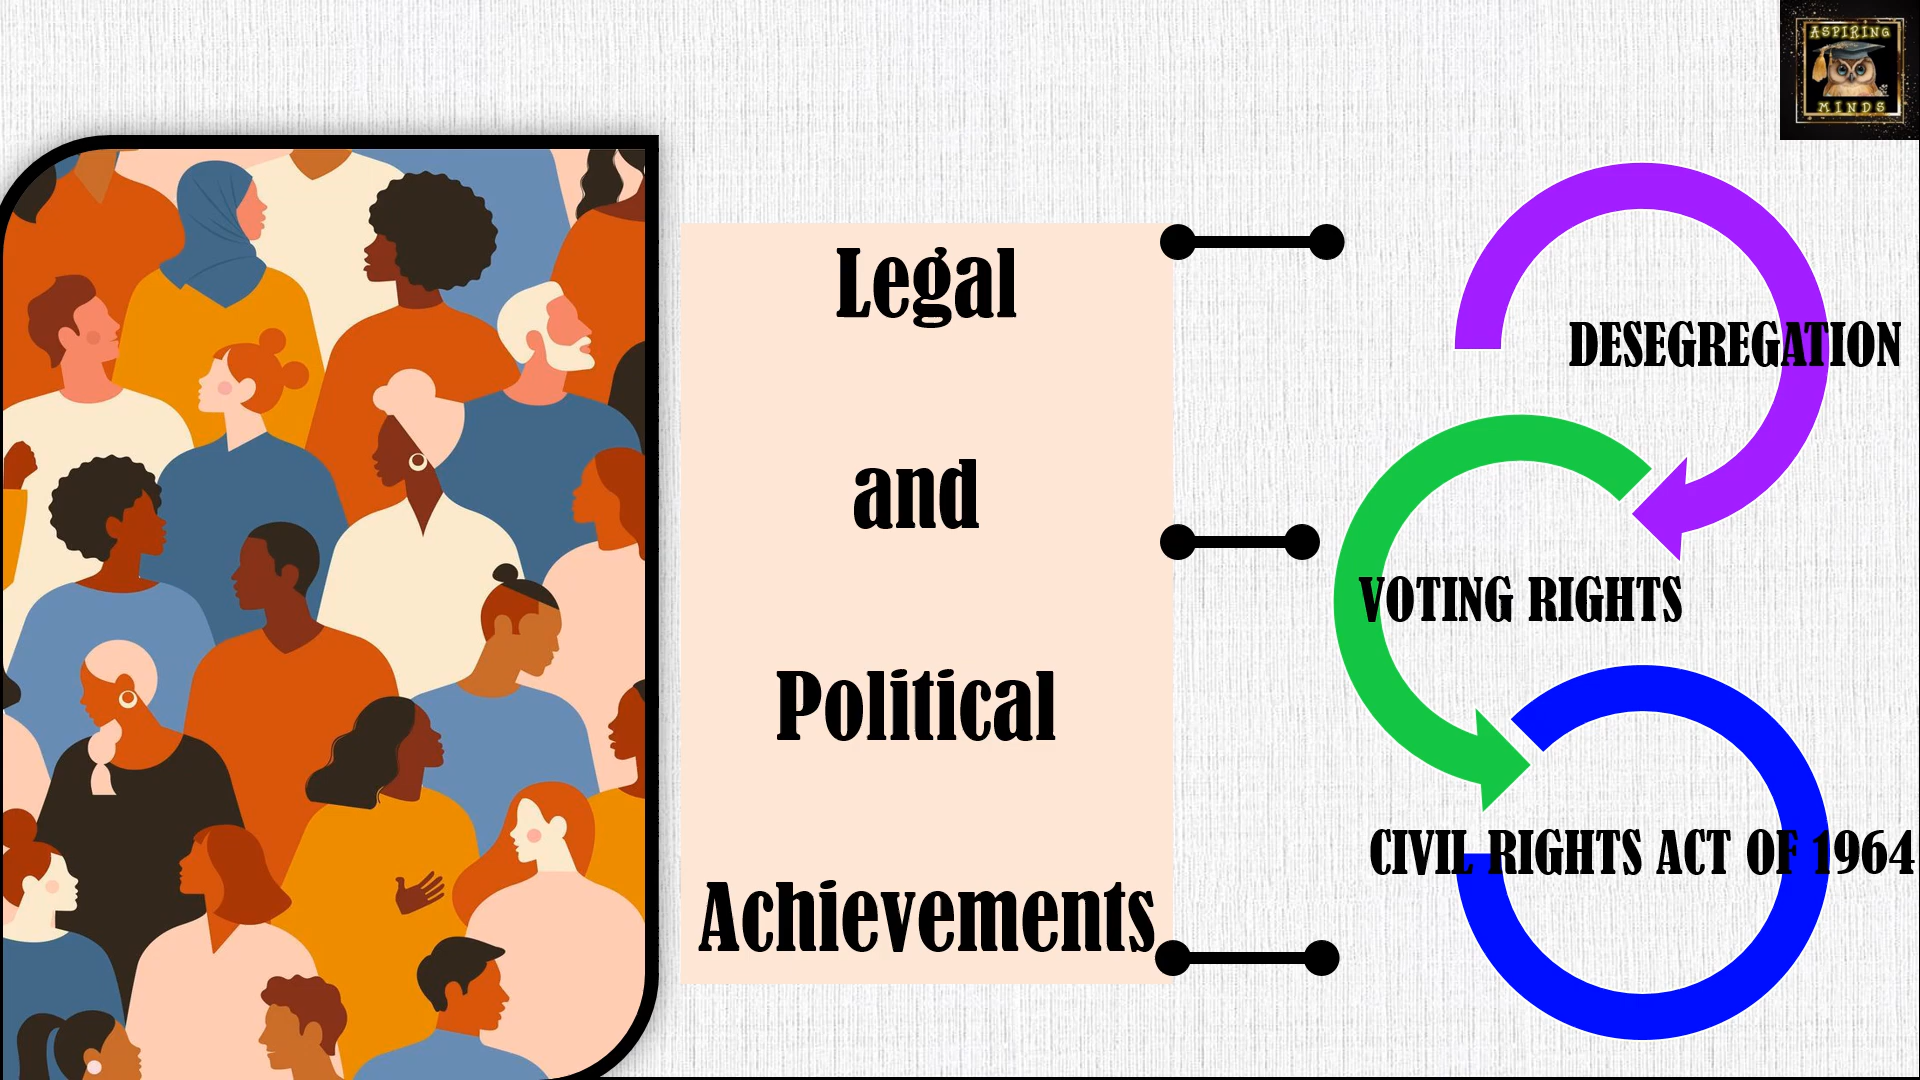 ASPIRING
MINDS
Legal
and
Political
Achievements
DESEGREGATION
VOTING RIGHTS
CIVIL RIGHTS ACT OF 1964